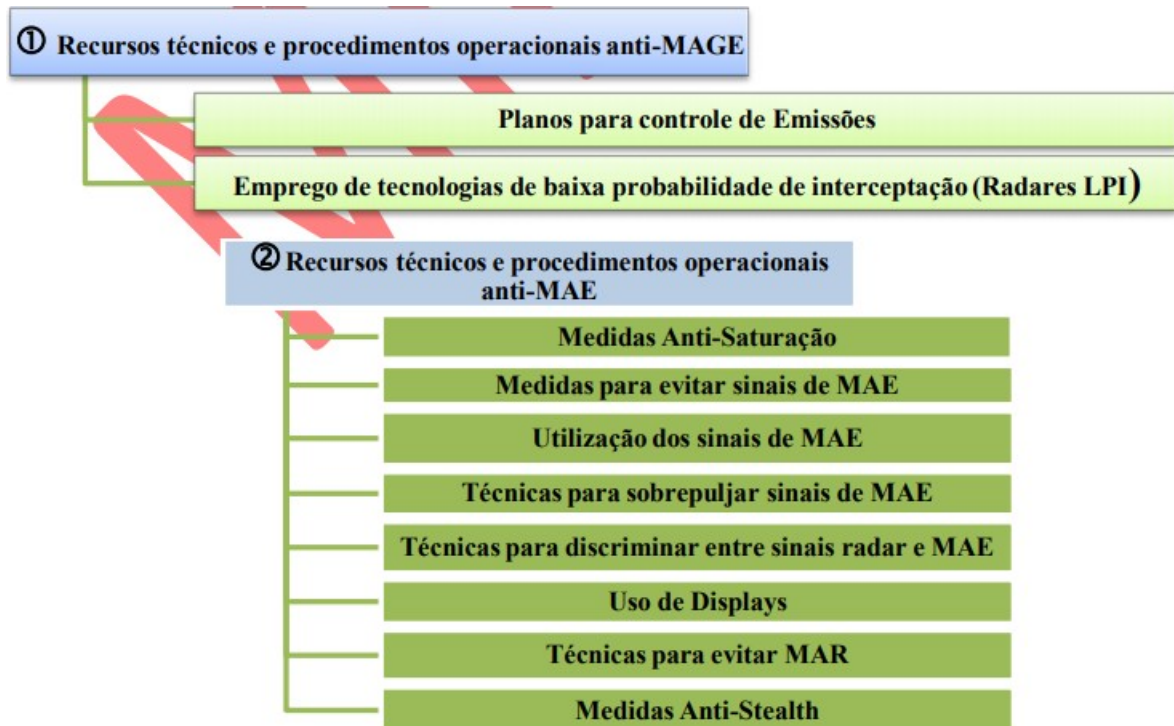 ① Recursos técnicos e procedimentos operacionais anti-MAGE
Planos para controle de Emissões
Emprego de tecnologias de baixa probabilidade de interceptação (Radares LPI)
② Recursos técnicos e procedimentos operacionais
anti-MAE
Medidas Anti-Saturação
Medidas para evitar sinais de MAE
Utilização dos sinais de MAE
Técnicas para sobrepuljar sinais de MAE
Técnicas para discriminar entre sinais radar e MAE
Uso de Displays
Técnicas para evitar MAR
Medidas Anti-Stealth